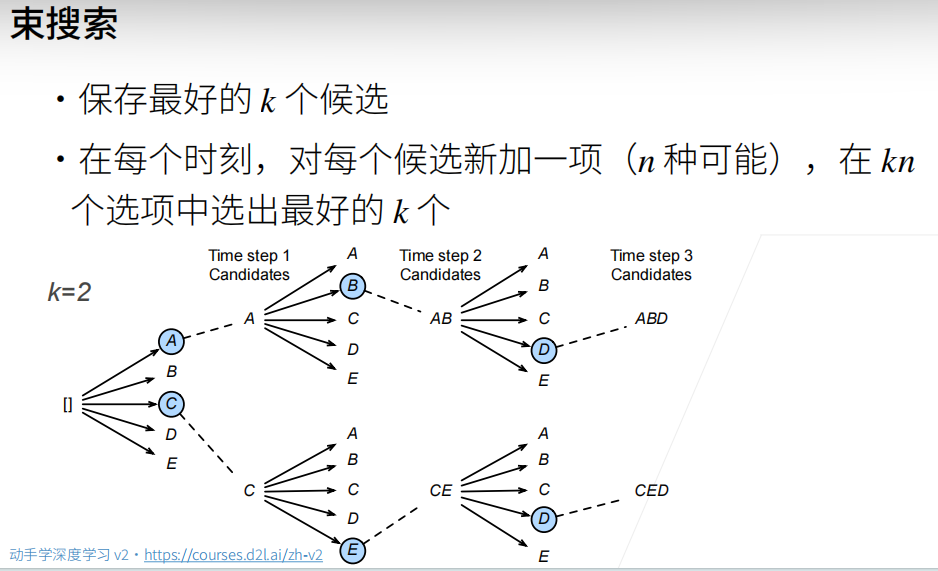 束搜索
• 保存最好的 k 个候选
• 在每个时刻，对每个候选新加一项（n 种可能），在 kn
个选项中选出最好的 k 个
k=2
Time step 1
Candidates
Time step 2
Candidates
Time step 3
Candidates
[]
A
B
C
D
E
A
A
B
C
D
E
C
A
B
C
D
E
AB
A
B
C
D
E
CE
A
B
C
D
E
ABD
CED
动手学深度学习 v2 · https://courses.d2l.ai/zh-v2